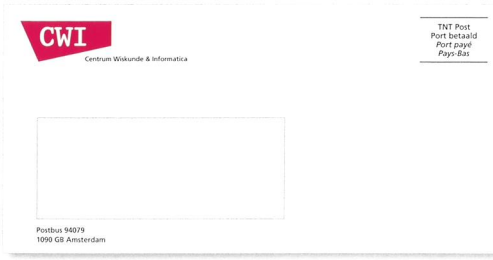 CWI
Centrum Wiskunde & Informatica
TNT Post
Port betaald
Port payé
Pays-Bas
Postbus 94079
1090 GB Amsterdam